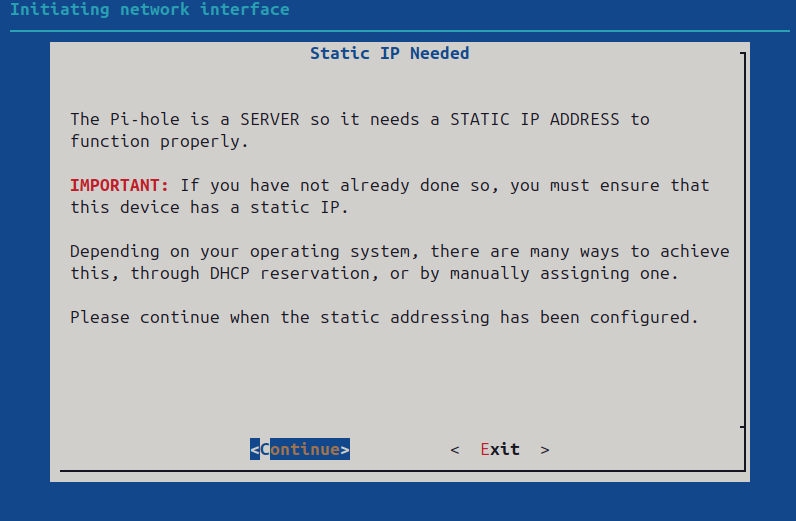 Initiating network interface
Static IP Needed
The Pi-hole is a SERVER so it needs a STATIC IP ADDRESS to
function properly.
IMPORTANT: If you have not already done so, you must ensure that
this device has a static IP.
Depending on your operating system, there are many ways to achieve
this, through DHCP reservation, or by manually assigning one.
Please continue when the static addressing has been configured.
<Continue> < Exit >